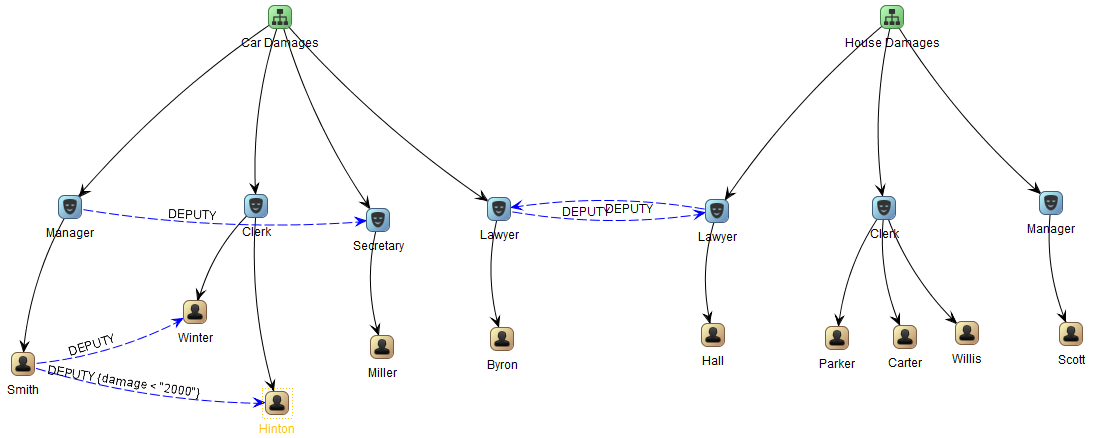 Car Damages
House Damages
Manager
DEPUTY
Clerk
Secretary
Lawyer
DEPUTY
DEPUTY
Lawyer
Clerk
Manager
Smith
DEPUTY
DEPUTY (damage < "2000")
Winter
Hinton
Miller
Byron
Hall
Parker
Carter
Willis
Scott